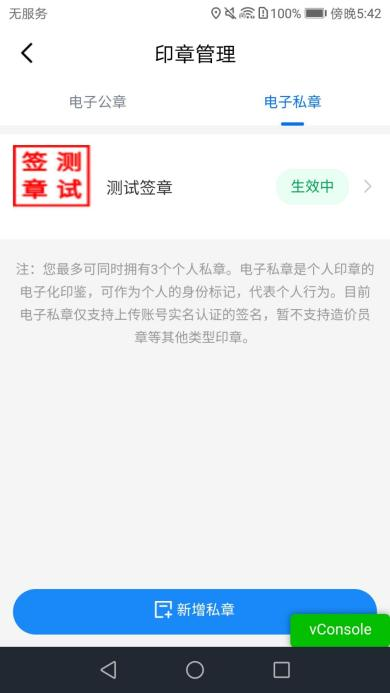 无服务 100% 傍晚5:42
印章管理
电子公章 电子私章
签测
章试
测试签章 生效中
注：您最多可同时拥有3个个人私章。电子私章是个人印章的
电子化印鉴，可作为个人的身份标记，代表个人行为。目前
电子私章仅支持上传账号实名认证的签名，暂不支持造价员
章等其他类型印章。
新增私章
vConsole